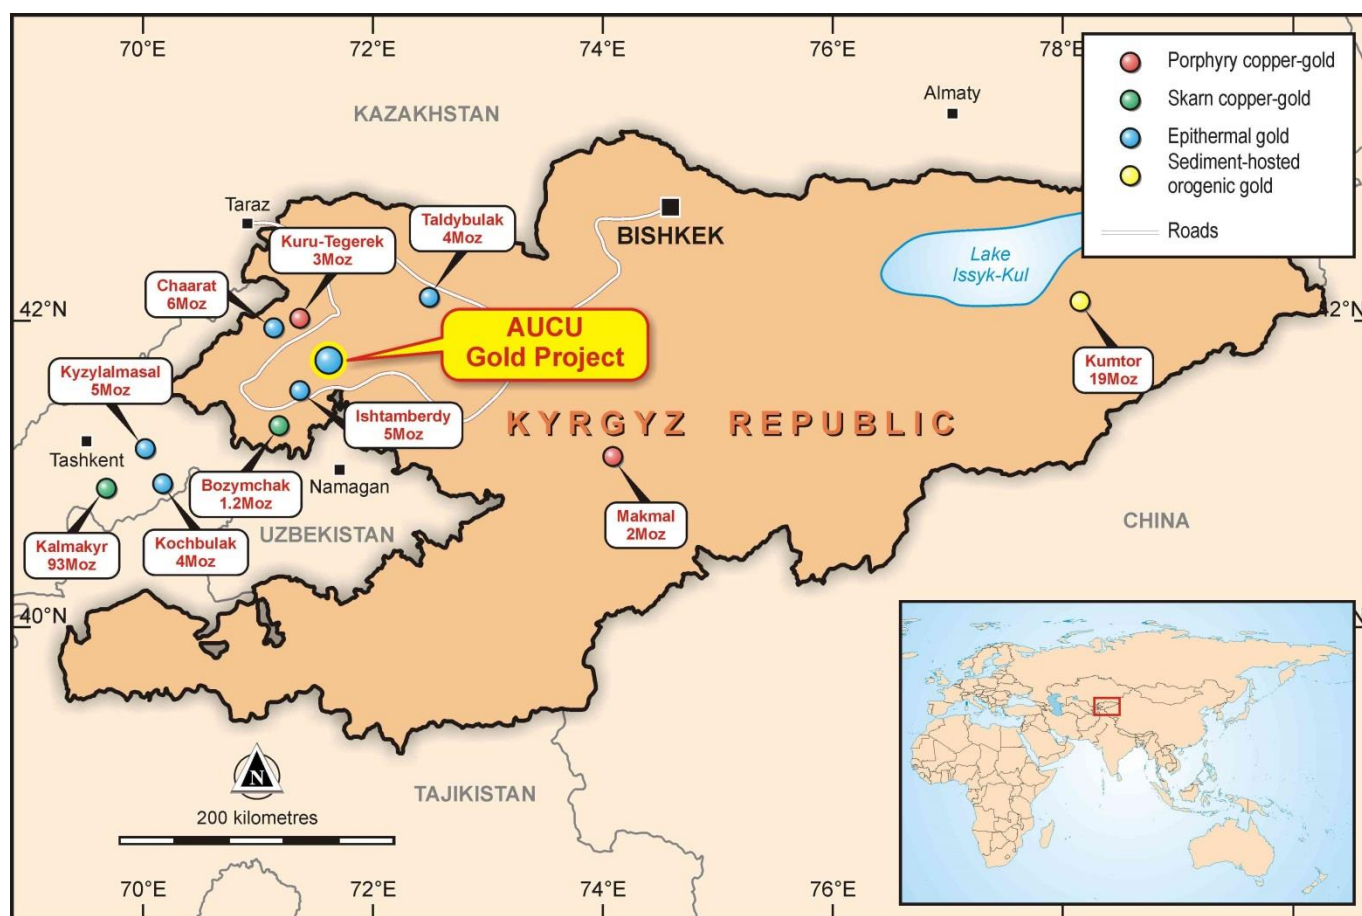 70°E
72°E
74°E
76°E
78°E
Porphyry copper-gold
Skarn copper-gold
Epithermal gold
Sediment-hosted
orogenic gold
Roads
KAZAKHSTAN
Almaty
Taraz
Kuru-Tegerek
3Moz
Taldybulak
4Moz
BISHKEK
Lake
Issyk-Kul
Chaarat
6Moz
42°N
42°N
AUCU
Gold Project
Kumtor
19Moz
Kyzylalmasal
5Moz
Ishtamberdy
5Moz
KYRGYZ REPUBLIC
Tashkent
Bozymchak
1.2Moz
Namagan
Makmal
2Moz
UZBEKISTAN
CHINA
Kalmakyr
93Moz
Kochbulak
4Moz
40°N
N
N
TAJIKISTAN
200 kilometres
70°E
72°E
74°E
76°E